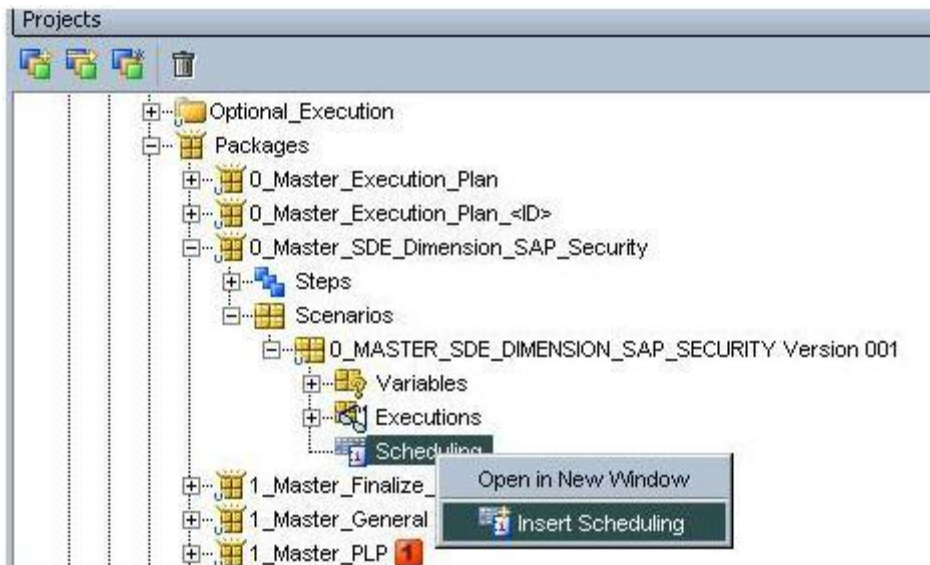 Projects
Optional_Execution
Packages
0_Master_Execution_Plan
0_Master_Execution_Plan_<ID>
0_Master_SDE_Dimension_SAP_Security
Steps
Scenarios
0_MASTER_SDE_DIMENSION_SAP_SECURITY Version 001
Variables
Executions
Scheduling
Open in New Window
1_Master_Finalize_
Insert Scheduling
1_Master_General
1_Master_PLP 1